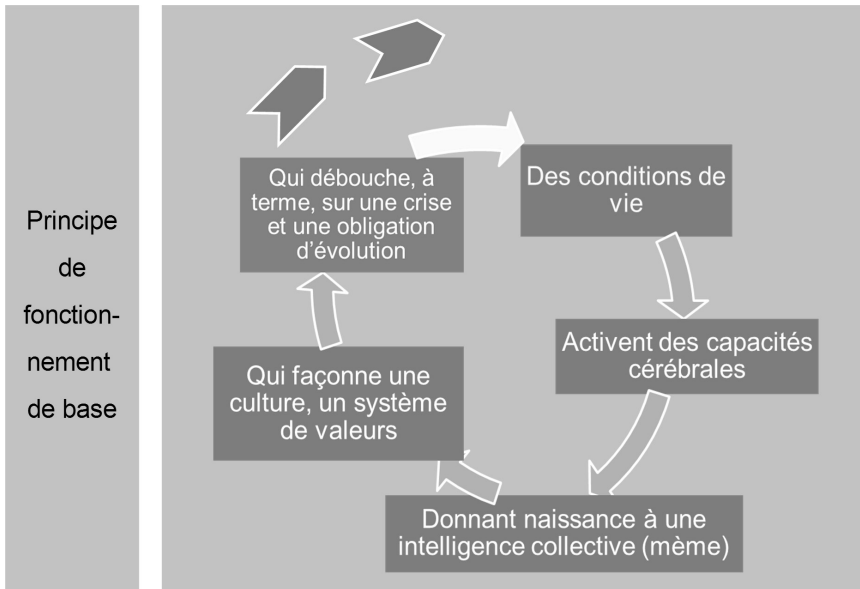 Principe
de
fonction-
nement
de base
Qui débouche, à
terme, sur une crise
et une obligation
d’évolution
Des conditions de
vie
Activent des capacités
cérébrales
Donnant naissance à une
intelligence collective (mème)
Qui façonne une
culture, un système
de valeurs